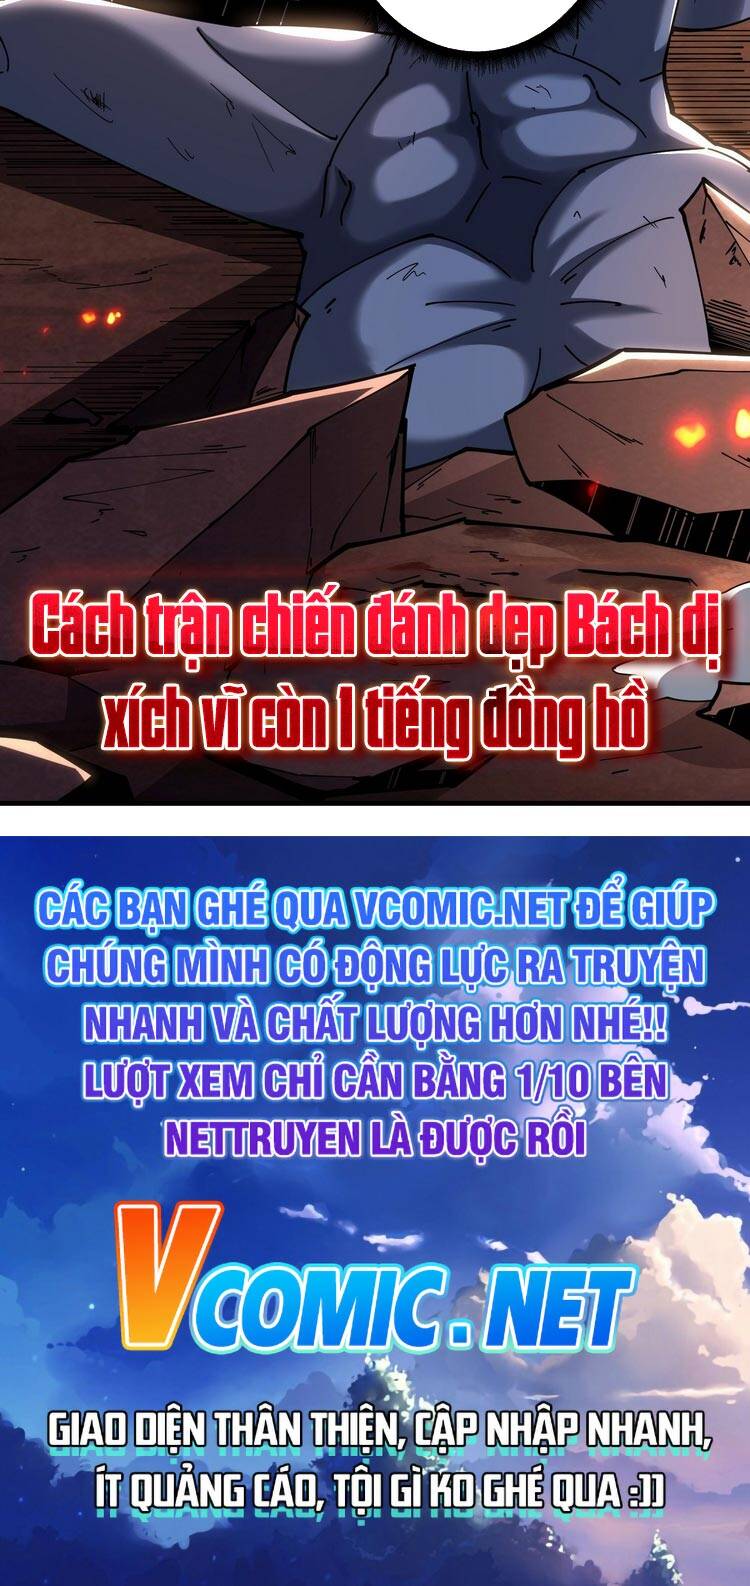 Cách trận chiến đánh dẹp Bách dị
xích vĩ còn 1 tiếng đồng hồ
CÁC BẠN GHÉ QUA VCOMIC.NET ĐỂ GIÚP
CHÚNG MÌNH CÓ ĐỘNG LỰC RA TRUYỆN
NHANH VÀ CHẤT LƯỢNG HƠN NHÉ!!
LƯỢT XEM CHỈ CẦN BẰNG 1/10 BÊN
NETTRUYEN LÀ ĐƯỢC RỒI
VCOMIC.NET
GIAO DIỆN THÂN THIỆN, CẬP NHẬP NHANH,
ÍT QUẢNG CÁO, TỘI GÌ KO GHÉ QUA :))